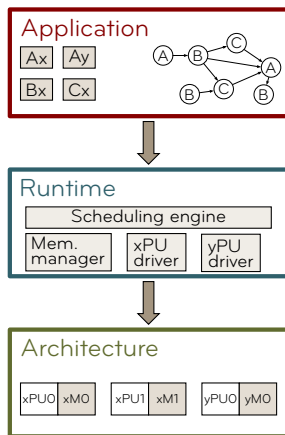 Application
Ax Ay
Bx Cx
A B C A
B C B
Runtime
Scheduling engine
Mem. manager
xPU driver
yPU driver
Architecture
xPU0 xM0 xPU1 xM1 yPU0 yM0